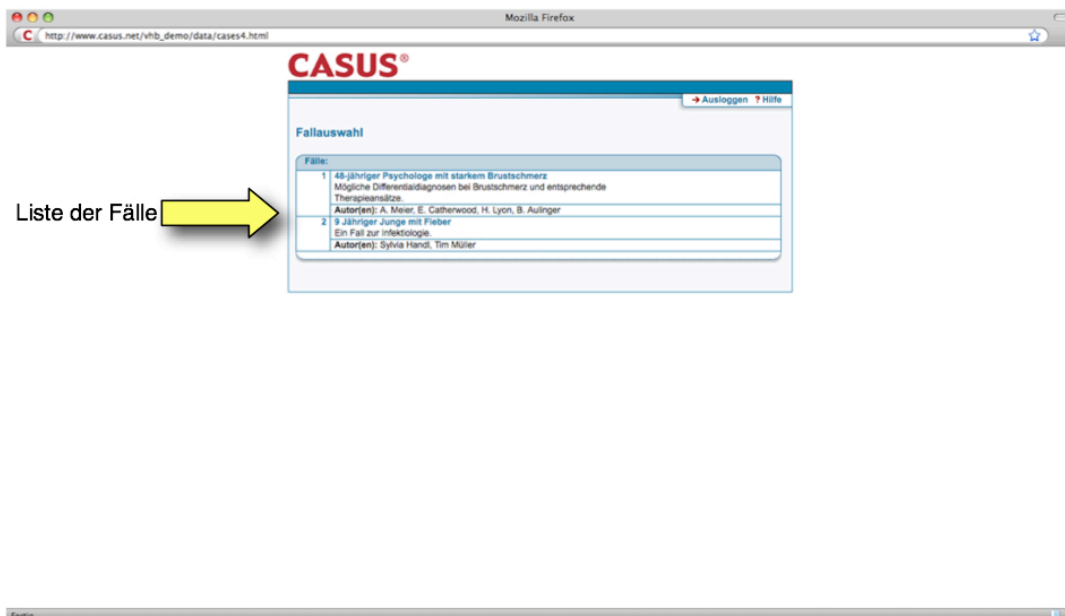 Mozilla Firefox
C http://www.casus.net/vhb_demo/data/cases4.html
CASUS®
Ausloggen ? Hilfe
Fallauswahl
Fälle:
1 48-jähriger Psychologe mit starkem Brustschmerz
Mögliche Differentialdiagnosen bei Brustschmerz und entsprechende
Therapieansätze.
Autor(en): A. Meier, E. Catherwood, H. Lyon, B. Aulinger
Liste der Fälle
2 9 Jähriger Junge mit Fieber
Ein Fall zur Infektiologie.
Autor(en): Sylvia Handl, Tim Müller
Fertig